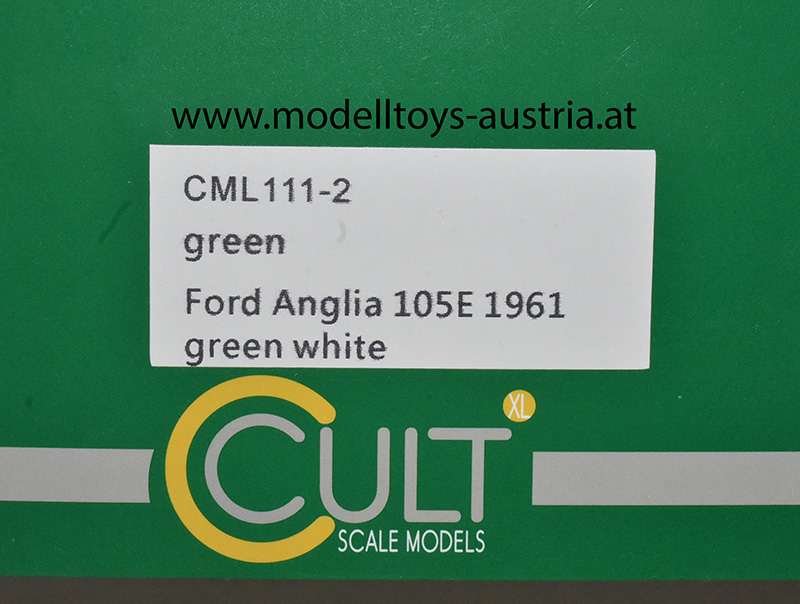 www.modelltoys-austria.at
CML111-2
green
Ford Anglia 105E 1961
green white
XL
CULT
SCALE MODELS